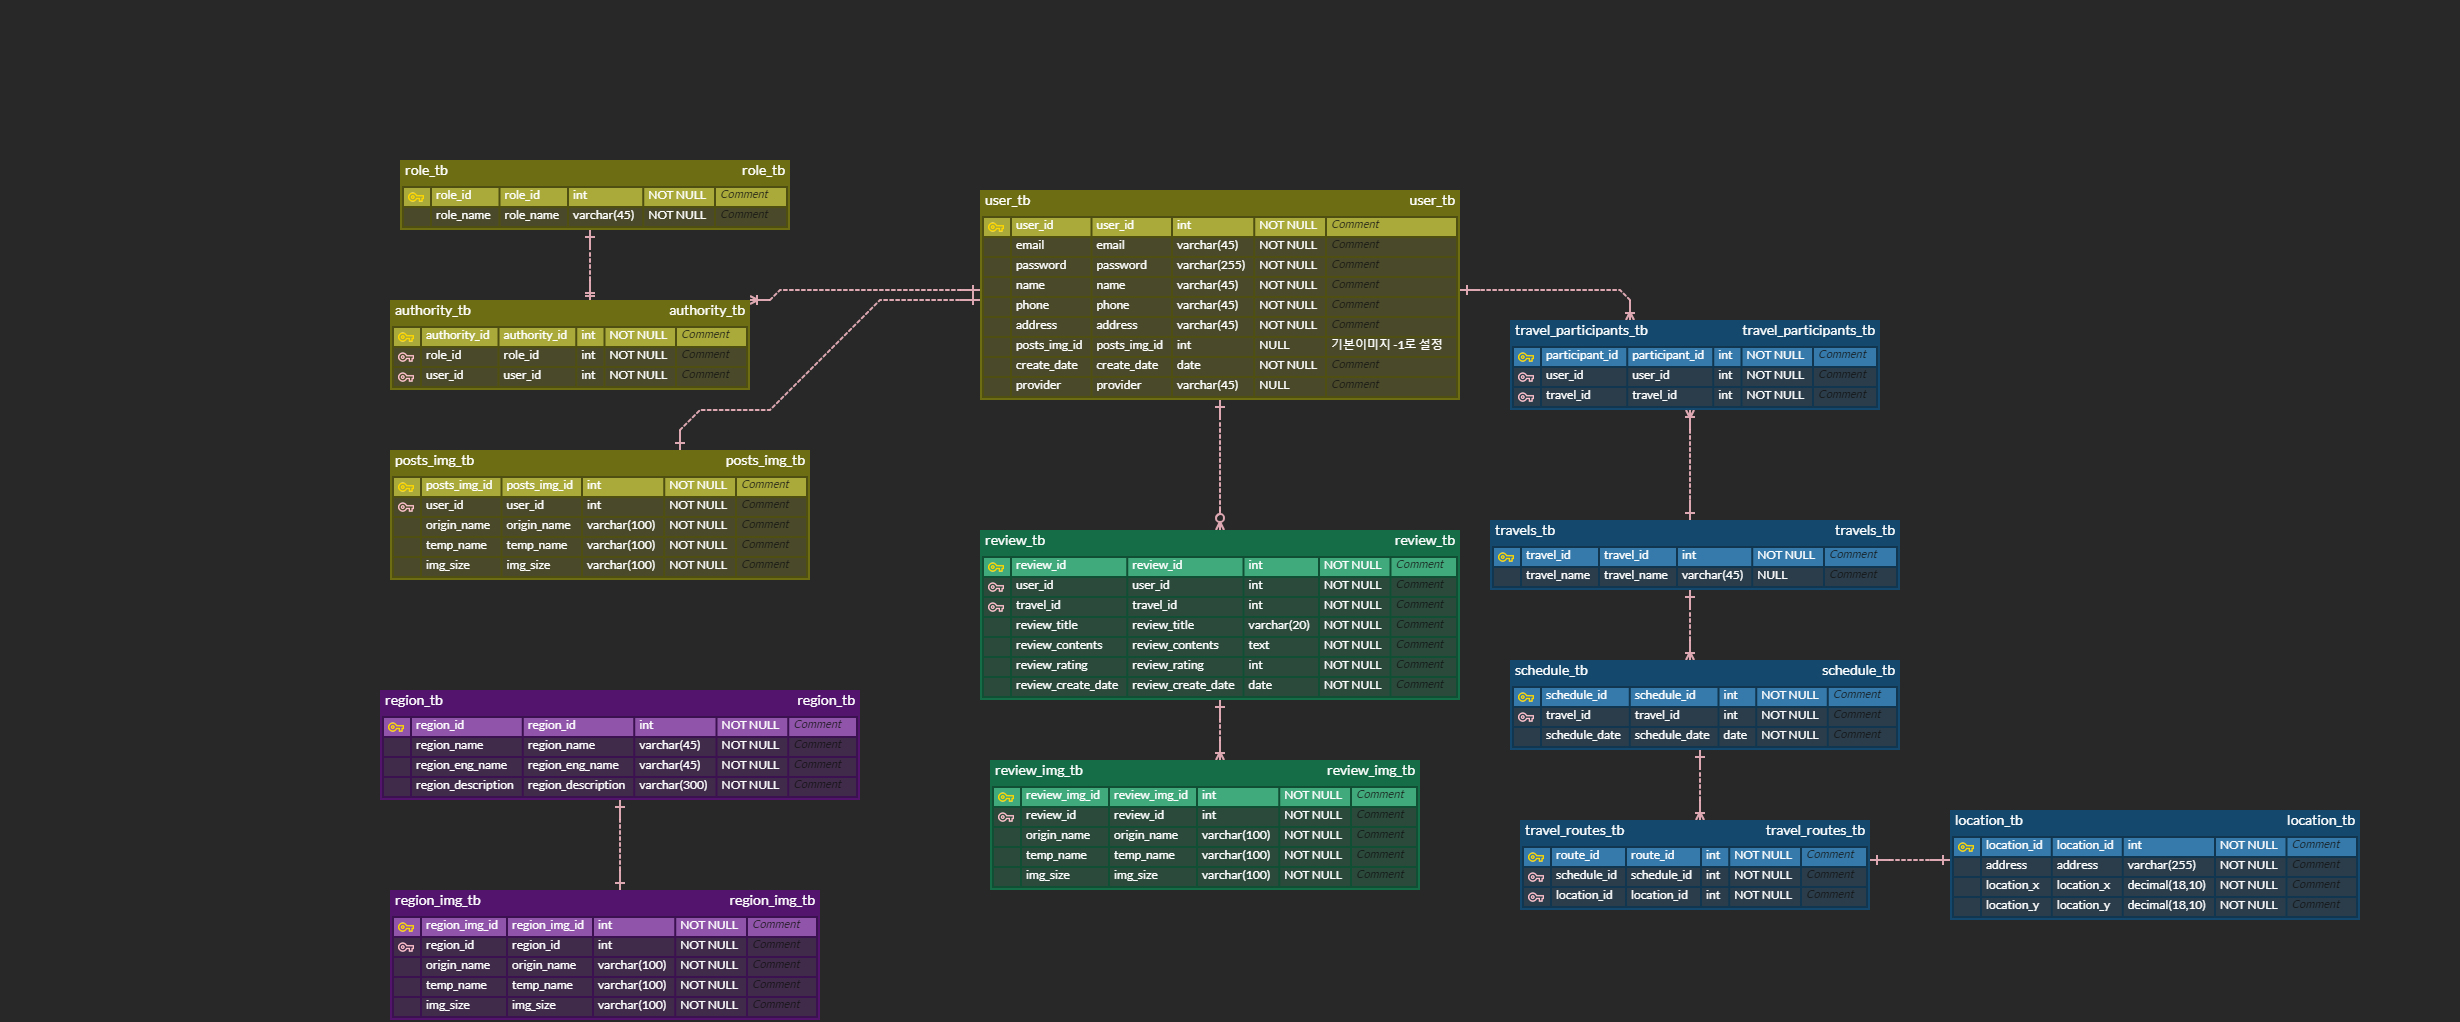 role_tb role_tb
role_id role_id int NOT NULL Comment
role_name role_name varchar(45) NOT NULL Comment
authority_tb authority_tb
authority_id authority_id int NOT NULL Comment
role_id role_id int NOT NULL Comment
user_id user_id int NOT NULL Comment
posts_img_tb posts_img_tb
posts_img_id posts_img_id int NOT NULL Comment
user_id user_id int NOT NULL Comment
origin_name origin_name varchar(100) NOT NULL Comment
temp_name temp_name varchar(100) NOT NULL Comment
img_size img_size varchar(100) NOT NULL Comment
region_tb region_tb
region_id region_id int NOT NULL Comment
region_name region_name varchar(45) NOT NULL Comment
region_eng_name region_eng_name varchar(45) NOT NULL Comment
region_description region_description varchar(300) NOT NULL Comment
region_img_tb region_img_tb
region_img_id region_img_id int NOT NULL Comment
region_id region_id int NOT NULL Comment
origin_name origin_name varchar(100) NOT NULL Comment
temp_name temp_name varchar(100) NOT NULL Comment
img_size img_size varchar(100) NOT NULL Comment
user_tb user_tb
user_id user_id int NOT NULL Comment
email email varchar(45) NOT NULL Comment
password password varchar(255) NOT NULL Comment
name name varchar(45) NOT NULL Comment
phone phone varchar(45) NOT NULL Comment
address address varchar(45) NOT NULL Comment
posts_img_id posts_img_id int NULL 기본이미지 -1로 설정
create_date create_date date NOT NULL Comment
provider provider varchar(45) NULL Comment
review_tb review_tb
review_id review_id int NOT NULL Comment
user_id user_id int NOT NULL Comment
travel_id travel_id int NOT NULL Comment
review_title review_title varchar(20) NOT NULL Comment
review_contents review_contents text NOT NULL Comment
review_rating review_rating int NOT NULL Comment
review_create_date review_create_date date NOT NULL Comment
review_img_tb review_img_tb
review_img_id review_img_id int NOT NULL Comment
review_id review_id int NOT NULL Comment
origin_name origin_name varchar(100) NOT NULL Comment
temp_name temp_name varchar(100) NOT NULL Comment
img_size img_size varchar(100) NOT NULL Comment
travel_participants_tb travel_participants_tb
participant_id participant_id int NOT NULL Comment
user_id user_id int NOT NULL Comment
travel_id travel_id int NOT NULL Comment
travels_tb travels_tb
travel_id travel_id int NOT NULL Comment
travel_name travel_name varchar(45) NULL Comment
schedule_tb schedule_tb
schedule_id schedule_id int NOT NULL Comment
travel_id travel_id int NOT NULL Comment
schedule_date schedule_date date NOT NULL Comment
travel_routes_tb travel_routes_tb
route_id route_id int NOT NULL Comment
schedule_id schedule_id int NOT NULL Comment
location_id location_id int NOT NULL Comment
location_tb location_tb
location_id location_id int NOT NULL Comment
address address varchar(255) NOT NULL Comment
location_x location_x decimal(18,10) NOT NULL Comment
location_y location_y decimal(18,10) NOT NULL Comment